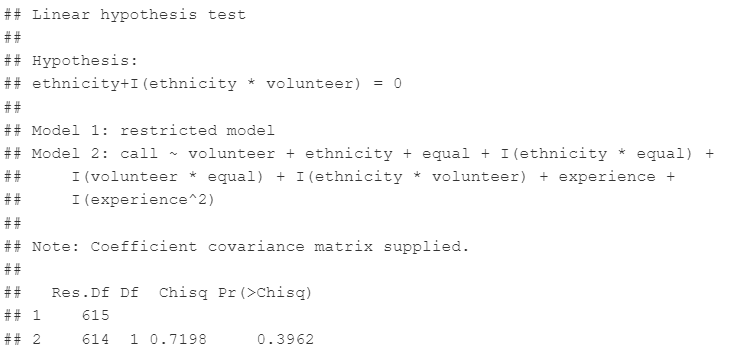 ## Linear hypothesis test
##
## Hypothesis:
## ethnicity+I(ethnicity * volunteer) = 0
##
## Model 1: restricted model
## Model 2: call ~ volunteer + ethnicity + equal + I(ethnicity * equal) +
##     I(volunteer * equal) + I(ethnicity * volunteer) + experience +
##     I(experience^2)
##
## Note: Coefficient covariance matrix supplied.
##
##   Res.Df Df  Chisq Pr(>Chisq)
## 1    615
## 2    614  1 0.7198     0.3962